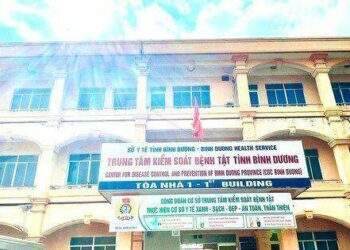 SỞ Y TẾ TỈNH BÌNH DƯƠNG - BINH DUONG HEALTH SERVICE
TRUNG TÂM KIỂM SOÁT BỆNH TẬT TỈNH BÌNH DƯƠNG
CENTER FOR DISEASE CONTROL AND PREVENTION OF BINH DUONG PROVINCE (CDC BINH DUONG)
TÒA NHÀ 1 - 1ST BUILDING
CÔNG ĐOÀN CƠ SỞ TRUNG TÂM KIỂM SOÁT BỆNH TẬT
THỰC HIỆN CƠ SỞ Y TẾ XANH - SẠCH - ĐẸP - AN TOÀN, THÂN THIỆN